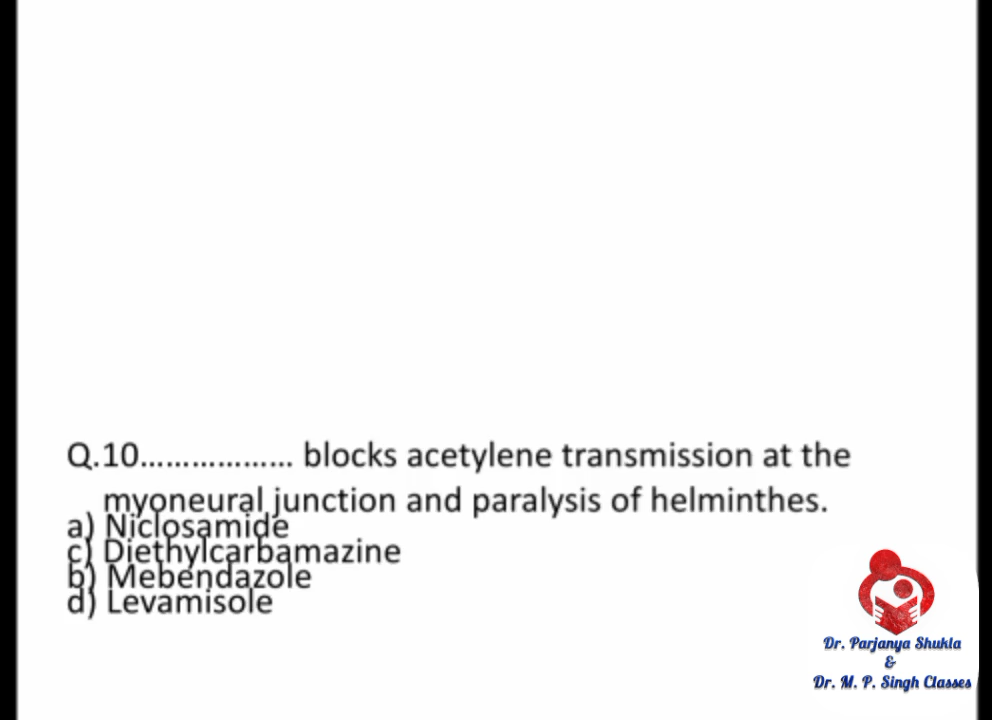 Q.10.................. blocks acetylene transmission at the
myoneural junction and paralysis of helminthes.
a) Niclosamide
c) Diethylcarbamazine
b) Mebendazole
d) Levamisole
Dr. Parjanya Shukla
&
Dr. M. P. Singh Classes